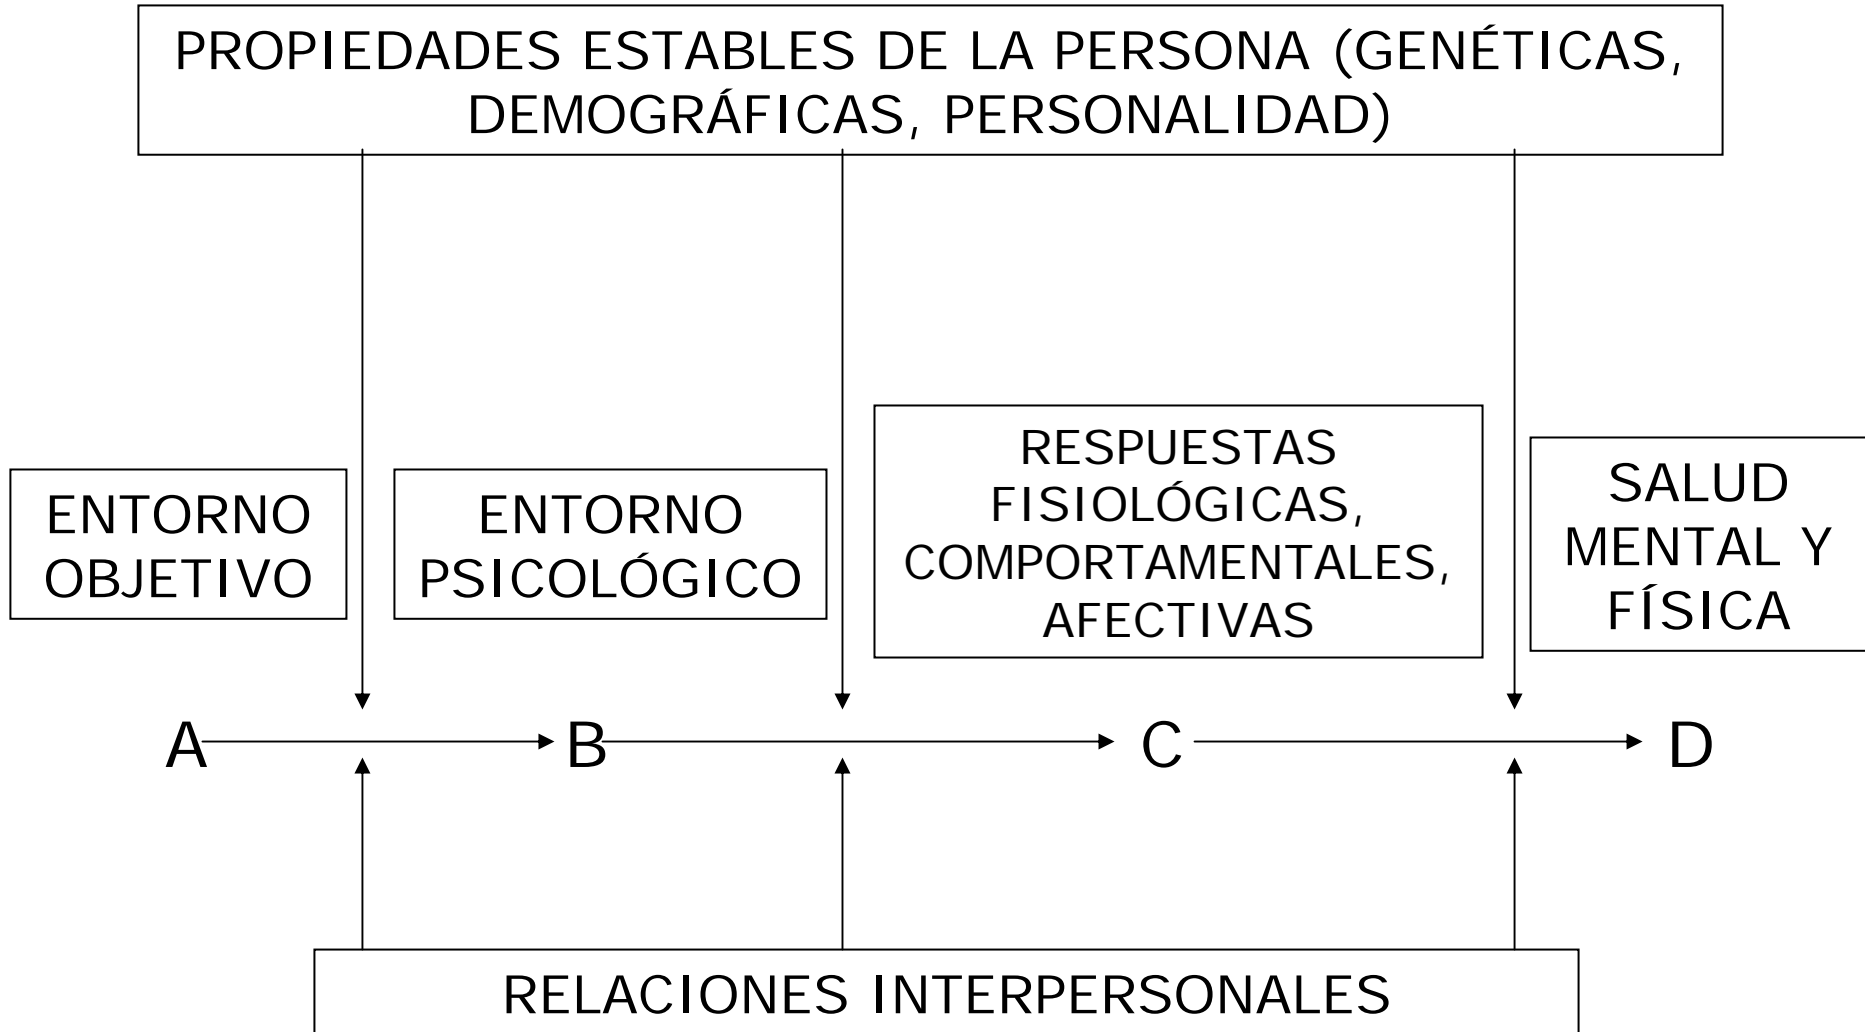 PROPIEDADES ESTABLES DE LA PERSONA (GENÉTICAS,
DEMOGRÁFICAS, PERSONALIDAD)
ENTORNO
OBJETIVO
ENTORNO
PSICOLÓGICO
RESPUESTAS
FISIOLÓGICAS,
COMPORTAMENTALES,
AFECTIVAS
SALUD
MENTAL Y
FÍSICA
A
B
C
D
RELACIONES INTERPERSONALES